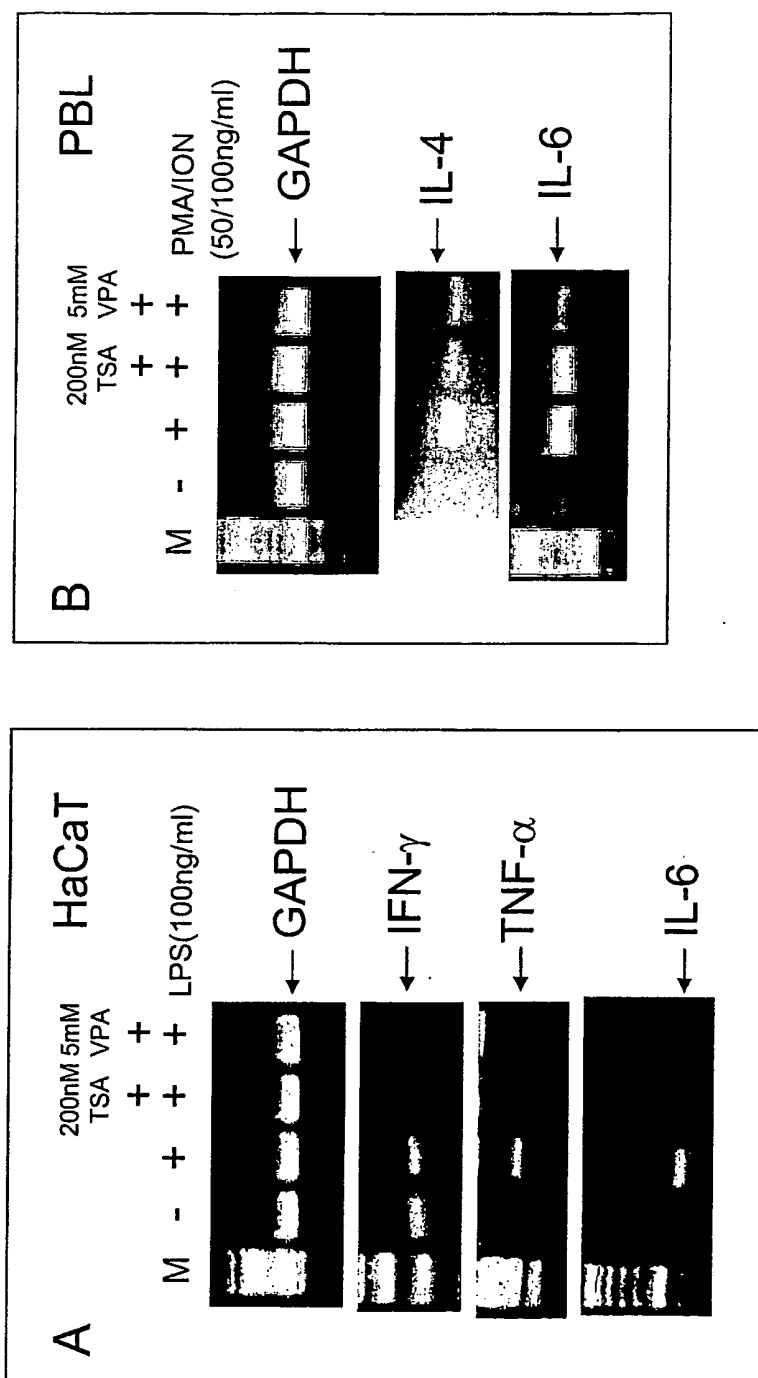 A
HaCaT
200nM 5mM
TSA VPA
+ +
M - + + + LPS(100ng/ml)
← GAPDH
← IFN-γ
← TNF-α
← IL-6
B
PBL
200nM 5mM
TSA VPA
+ +
M - + + + PMA/ION
(50/100ng/ml)
← GAPDH
← IL-4
← IL-6